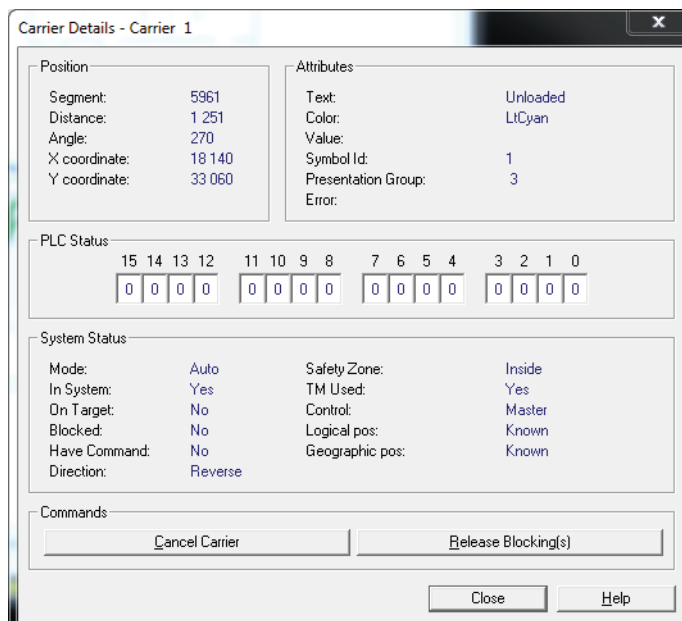 Carrier Details - Carrier 1
X
Position
Segment: 5961
Distance: 1 251
Angle: 270
X coordinate: 18 140
Y coordinate: 33 060
Attributes
Text: Unloaded
Color: LtCyan
Value:
Symbol Id: 1
Presentation Group: 3
Error:
PLC Status
15 14 13 12 11 10 9 8 7 6 5 4 3 2 1 0
0 0 0 0 0 0 0 0 0 0 0 0 0 0 0 0
System Status
Mode: Auto
In System: Yes
On Target: No
Blocked: No
Have Command: No
Direction: Reverse
Safety Zone: Inside
TM Used: Yes
Control: Master
Logical pos: Known
Geographic pos: Known
Commands
Cancel Carrier
Release Blocking(s)
Close
Help